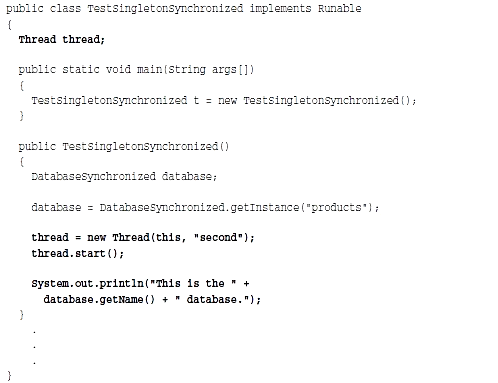 public class TestSingletonSynchronized implements Runable
{
  Thread thread;
  public static void main(String args[])
  {
    TestSingletonSynchronized t = new TestSingletonSynchronized();
  }
  public TestSingletonSynchronized()
  {
    DatabaseSynchronized database;
    database = DatabaseSynchronized.getInstance("products");
    thread = new Thread(this, "second");
    thread.start();
    System.out.println("This is the " +
      database.getName() + " database.");
  }
    .
    .
    .
}